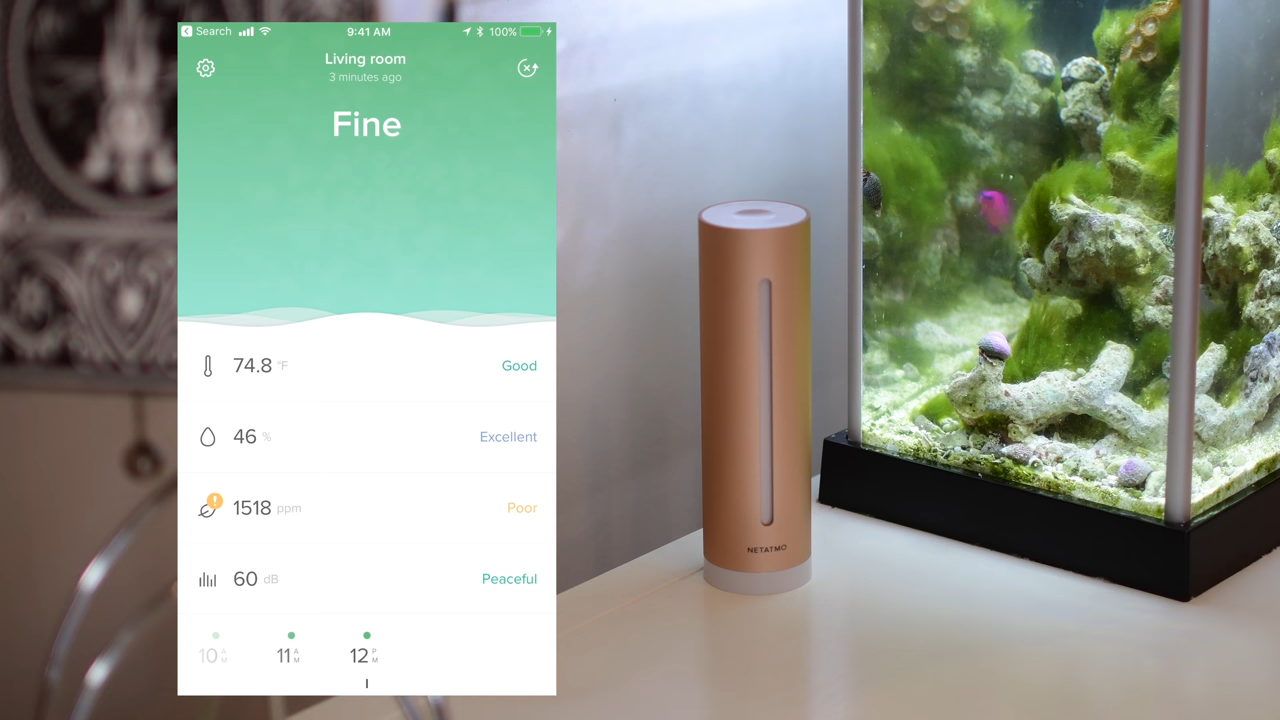 Search
9:41 AM
100%
Living room
3 minutes ago
Fine
74.8 °F
Good
46 %
Excellent
1518 ppm
Poor
60 dB
Peaceful
10 AM
11 AM
12 PM
NETATMO